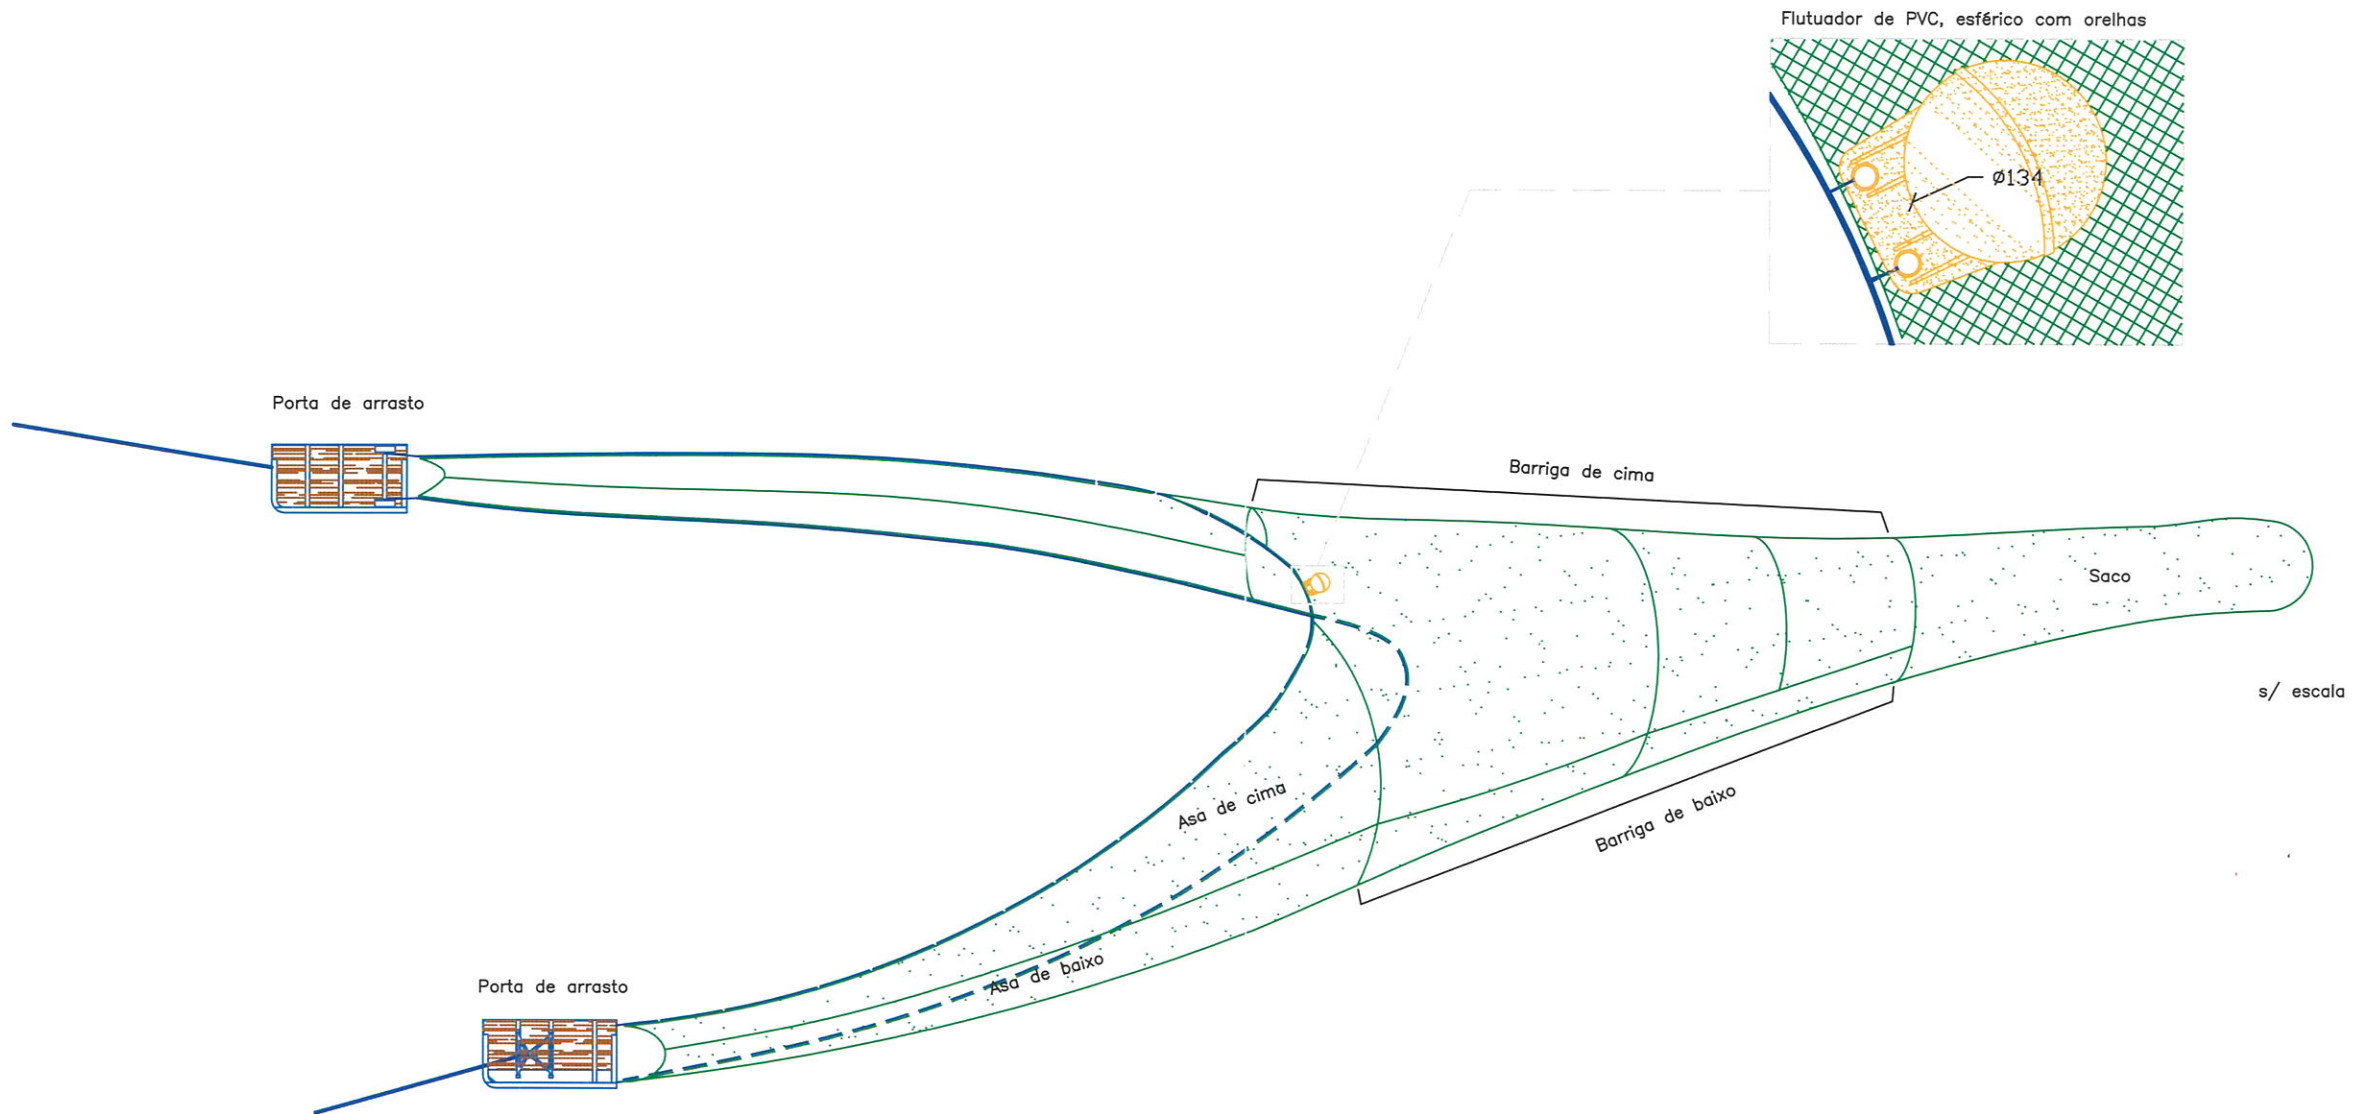 Flutuador de PVC, esférico com orelhas
Ø134
Porta de arrasto
Barriga de cima
Saco
s/ escala
Asa de cima
Barriga de baixo
Asa de baixo
Porta de arrasto